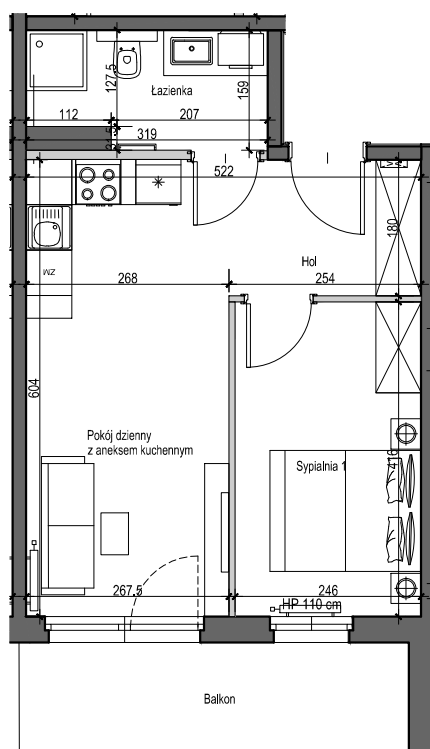 127.5
Łazienka
159
112
207
319
522
180
Hol
268
254
ZM
604
Pokój dzienny
z aneksem kuchennym
Sypialnia 1
416
267.5
246
HP 110 cm
Balkon